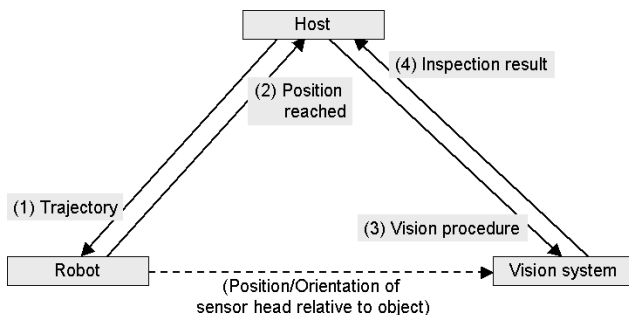 Host
(4) Inspection result
(2) Position
reached
(1) Trajectory
(3) Vision procedure
Robot
Vision system
(Position/Orientation of
sensor head relative to object)